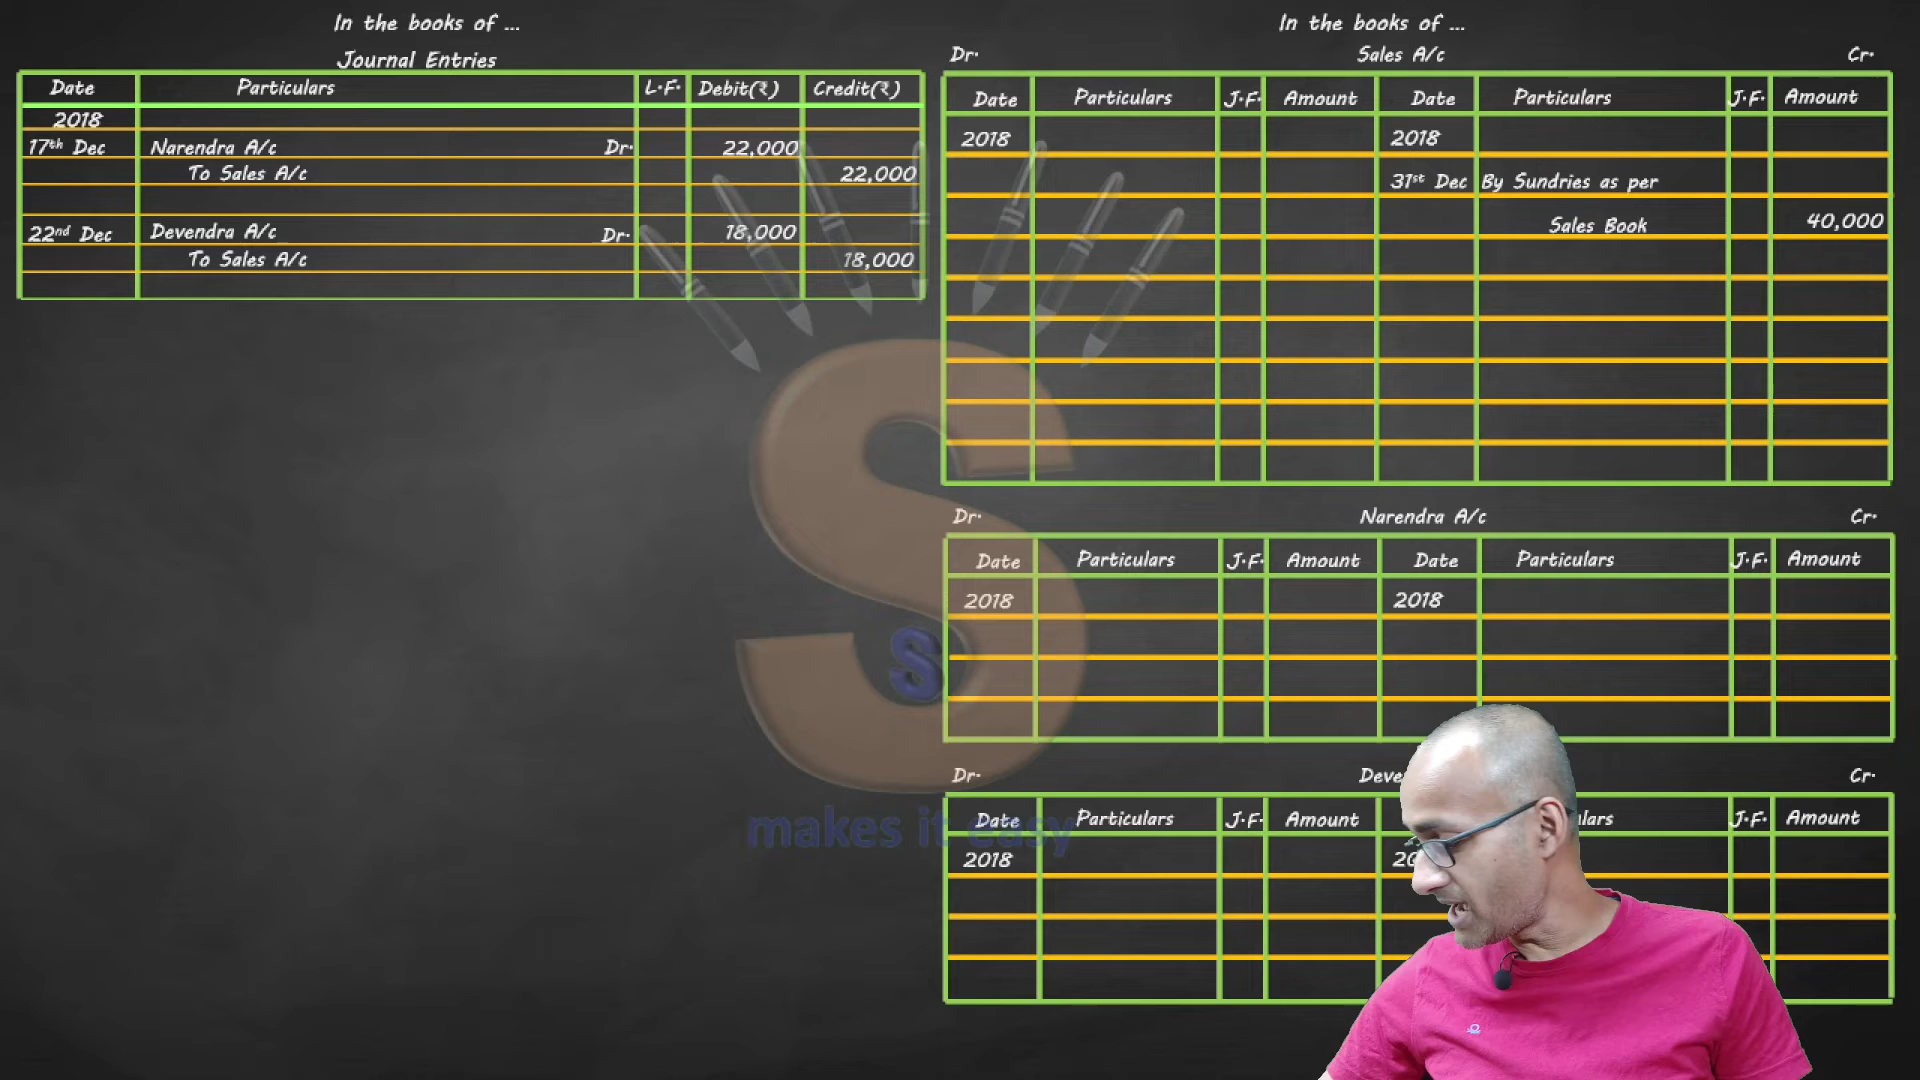 In the books of ...
Journal Entries
Date Particulars L.F. Debit(₹) Credit(₹)
2018
17th Dec Narendra A/c Dr. 22,000
To Sales A/c 22,000
22nd Dec Devendra A/c Dr. 18,000
To Sales A/c 18,000
In the books of ...
Dr. Sales A/c Cr.
Date Particulars J.F. Amount Date Particulars J.F. Amount
2018 2018
31st Dec By Sundries as per
Sales Book 40,000
Dr. Narendra A/c Cr.
Date Particulars J.F. Amount Date Particulars J.F. Amount
2018 2018
Dr. Cr.
Date Particulars J.F. Amount J.F. Amount
2018
S
S
makes it easy